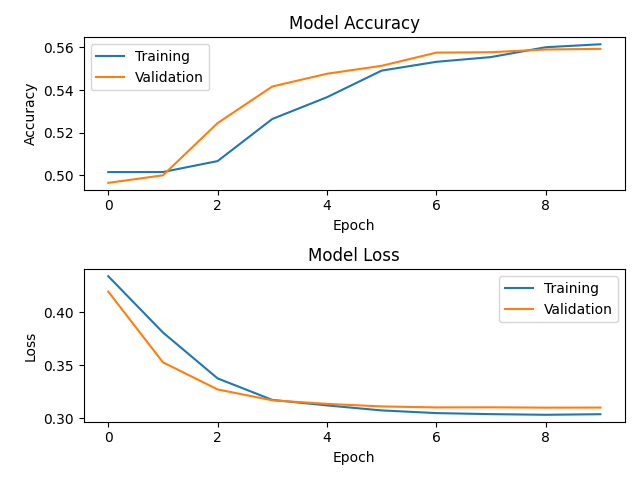 Model Accuracy
0.56
0.54
0.52
0.50
Accuracy
Training
Validation
0 2 4 6 8
Epoch
Model Loss
0.40
0.35
0.30
Loss
Training
Validation
0 2 4 6 8
Epoch